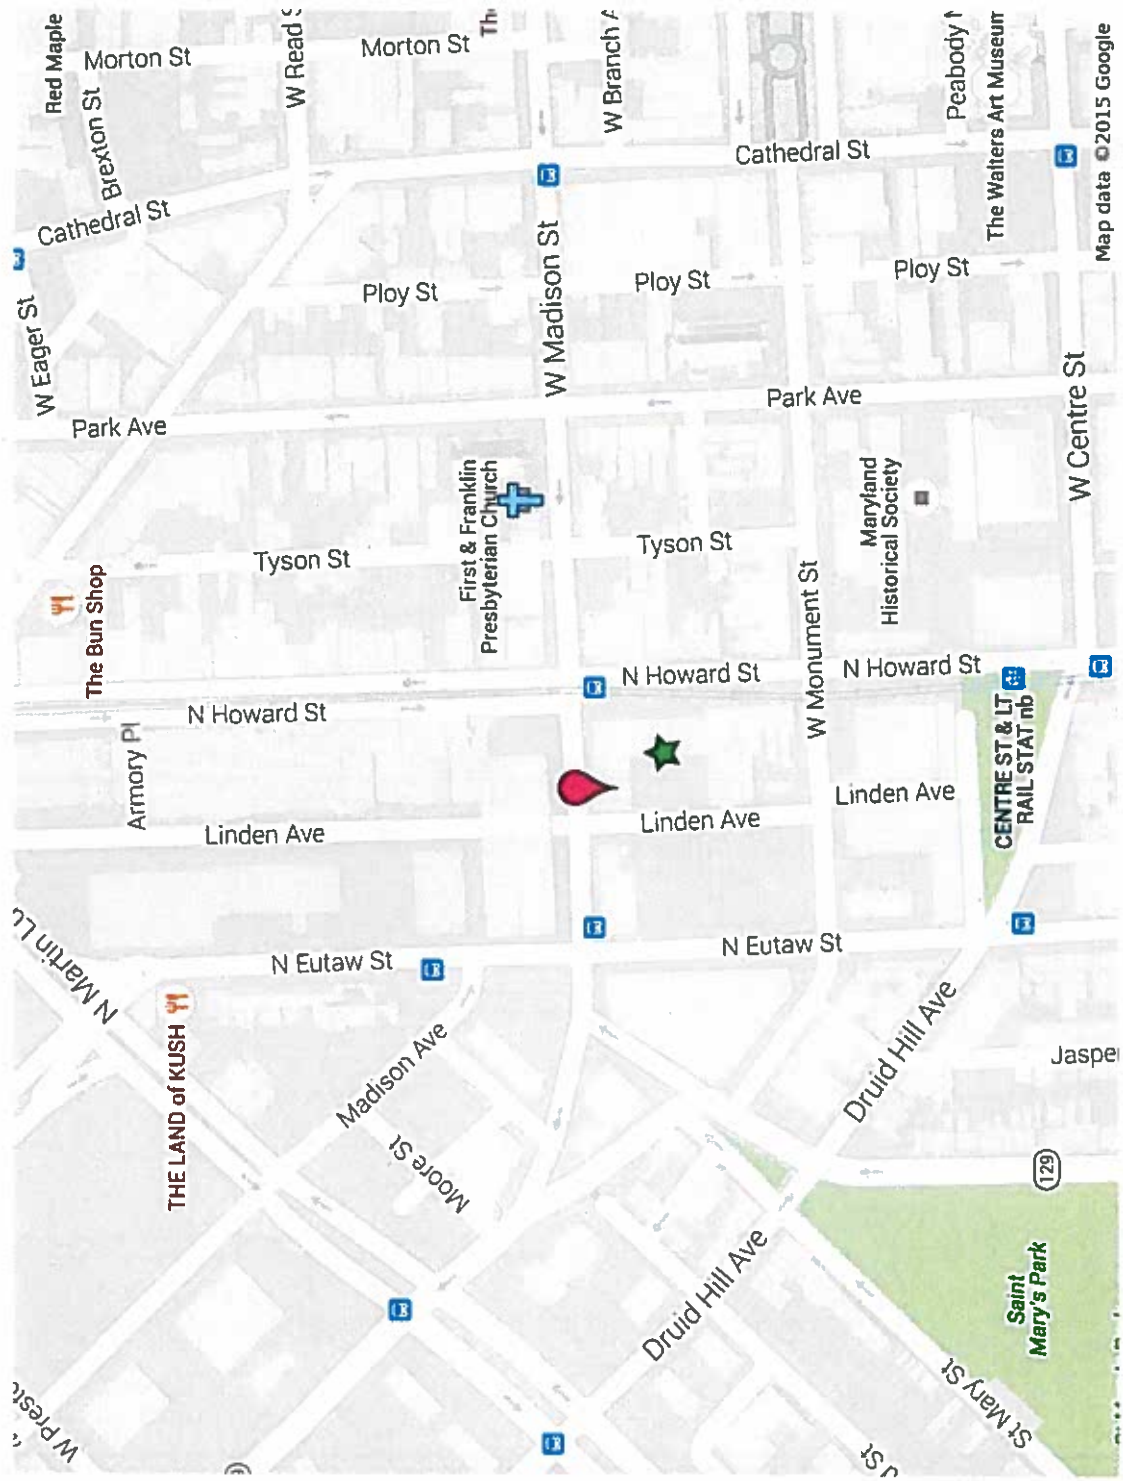 Red Maple
Morton St
W Read S
Morton St
The
W Branch A
Peabody I
Brexton St
Cathedral St
Cathedral St
The Walters Art Museum
Map data ©2015 Google
W Eager St
Ploy St
W Madison St
Ploy St
Ploy St
Park Ave
Park Ave
W Centre St
First & Franklin
Presbyterian Church
Maryland
Historical Society
Tyson St
Tyson St
The Bun Shop
W Monument St
N Howard St
N Howard St
N Howard St
Armory Pl
CENTRE ST & LT
RAIL STAT nb
Linden Ave
Linden Ave
Linden Ave
N Martin Lu
N Eutaw St
N Eutaw St
THE LAND of KUSH
Madison Ave
Druid Hill Ave
Jasper
Moore St
129
Druid Hill Ave
Saint
Mary's Park
St Mary St
W Presto
St